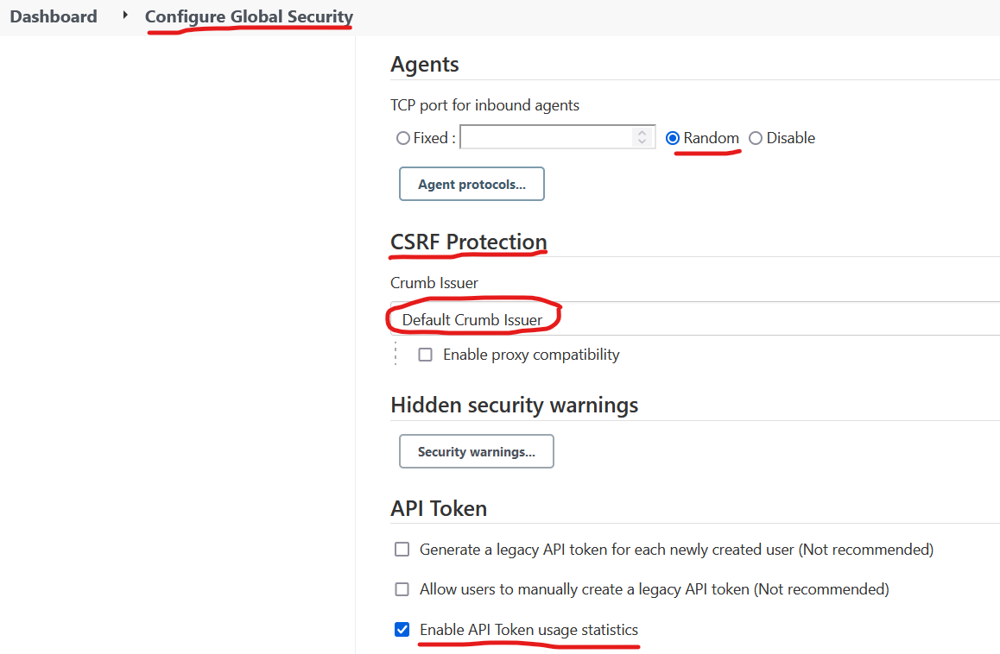 Dashboard Configure Global Security
Agents
TCP port for inbound agents
Fixed : Random Disable
Agent protocols...
CSRF Protection
Crumb Issuer
Default Crumb Issuer
Enable proxy compatibility
Hidden security warnings
Security warnings...
API Token
Generate a legacy API token for each newly created user (Not recommended)
Allow users to manually create a legacy API token (Not recommended)
Enable API Token usage statistics